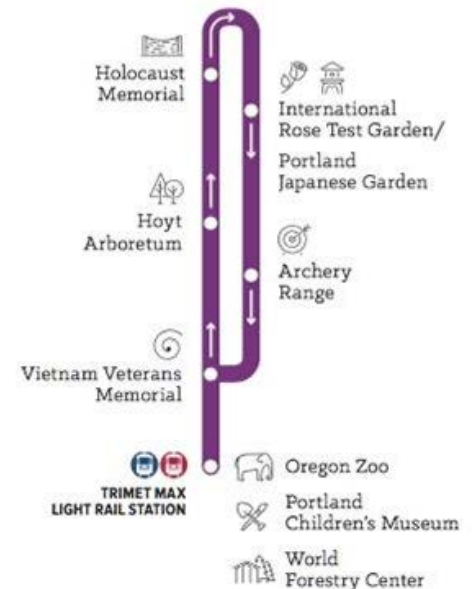 Holocaust
Memorial
International
Rose Test Garden/
Portland
Japanese Garden
Hoyt
Arboretum
Archery
Range
Vietnam Veterans
Memorial
TRIMET MAX
LIGHT RAIL STATION
Oregon Zoo
Portland
Children's Museum
World
Forestry Center